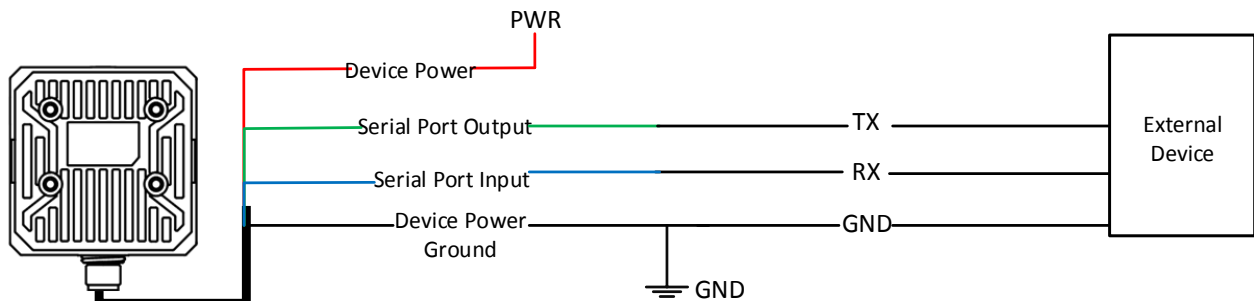 PWR
Device Power
Serial Port Output
TX
External
Device
Serial Port Input
RX
Device Power
Ground
GND
GND